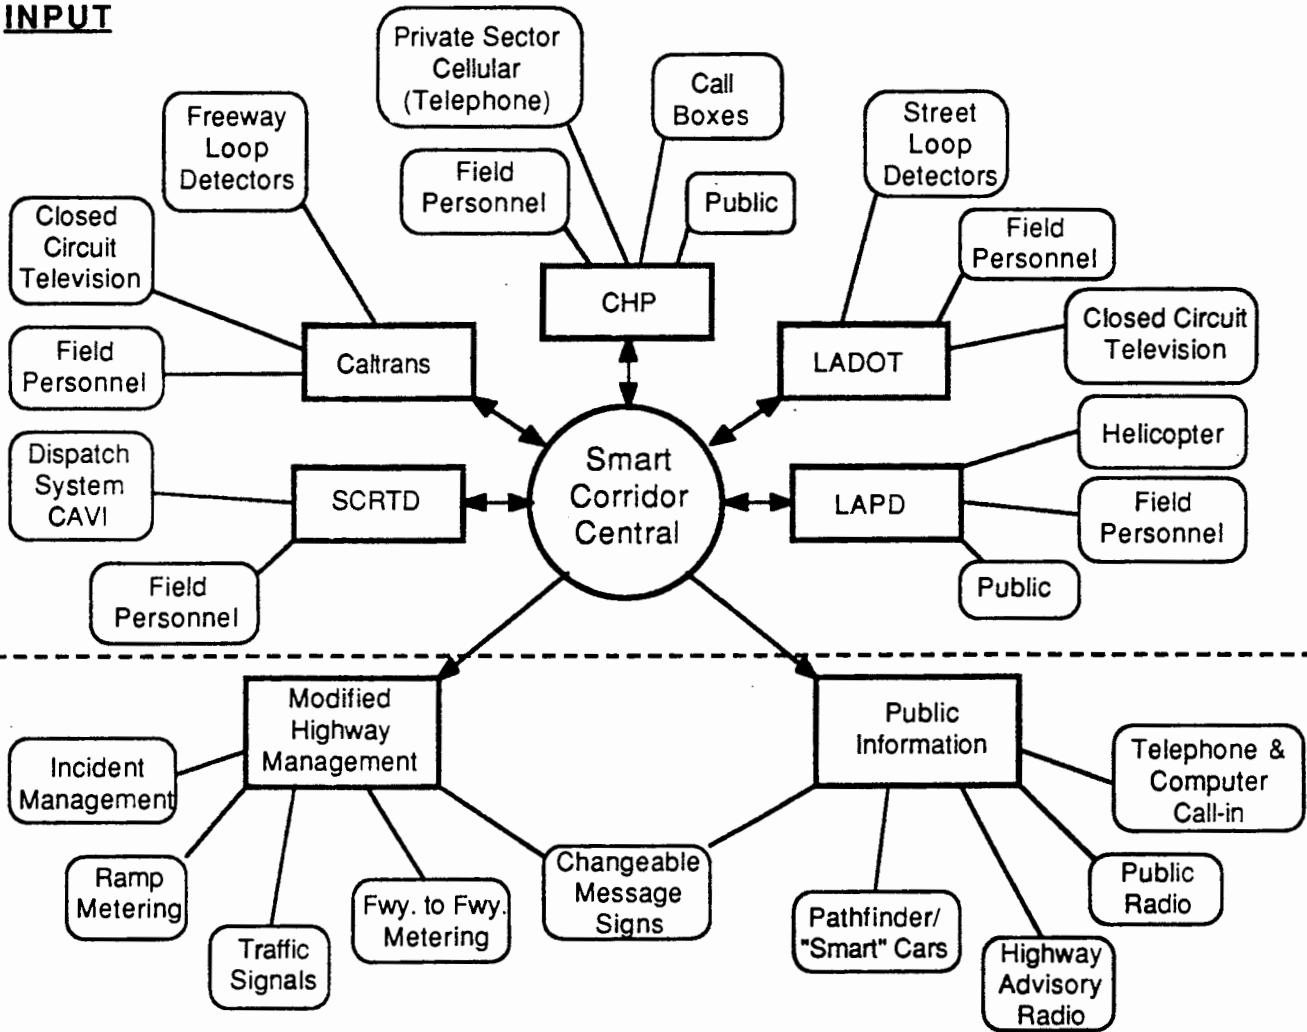 INPUT
Private Sector
Cellular
(Telephone)
Call
Boxes
Freeway
Loop
Detectors
Street
Loop
Detectors
Field
Personnel
Public
Closed
Circuit
Television
Field
Personnel
CHP
Closed Circuit
Television
Field
Personnel
Caltrans
LADOT
Helicopter
Dispatch
System
CAVI
SCRTD
Smart
Corridor
Central
LAPD
Field
Personnel
Field
Personnel
Public
Modified
Highway
Management
Public
Information
Incident
Management
Telephone &
Computer
Call-in
Ramp
Metering
Traffic
Signals
Fwy. to Fwy.
Metering
Changeable
Message
Signs
Pathfinder/
"Smart" Cars
Highway
Advisory
Radio
Public
Radio